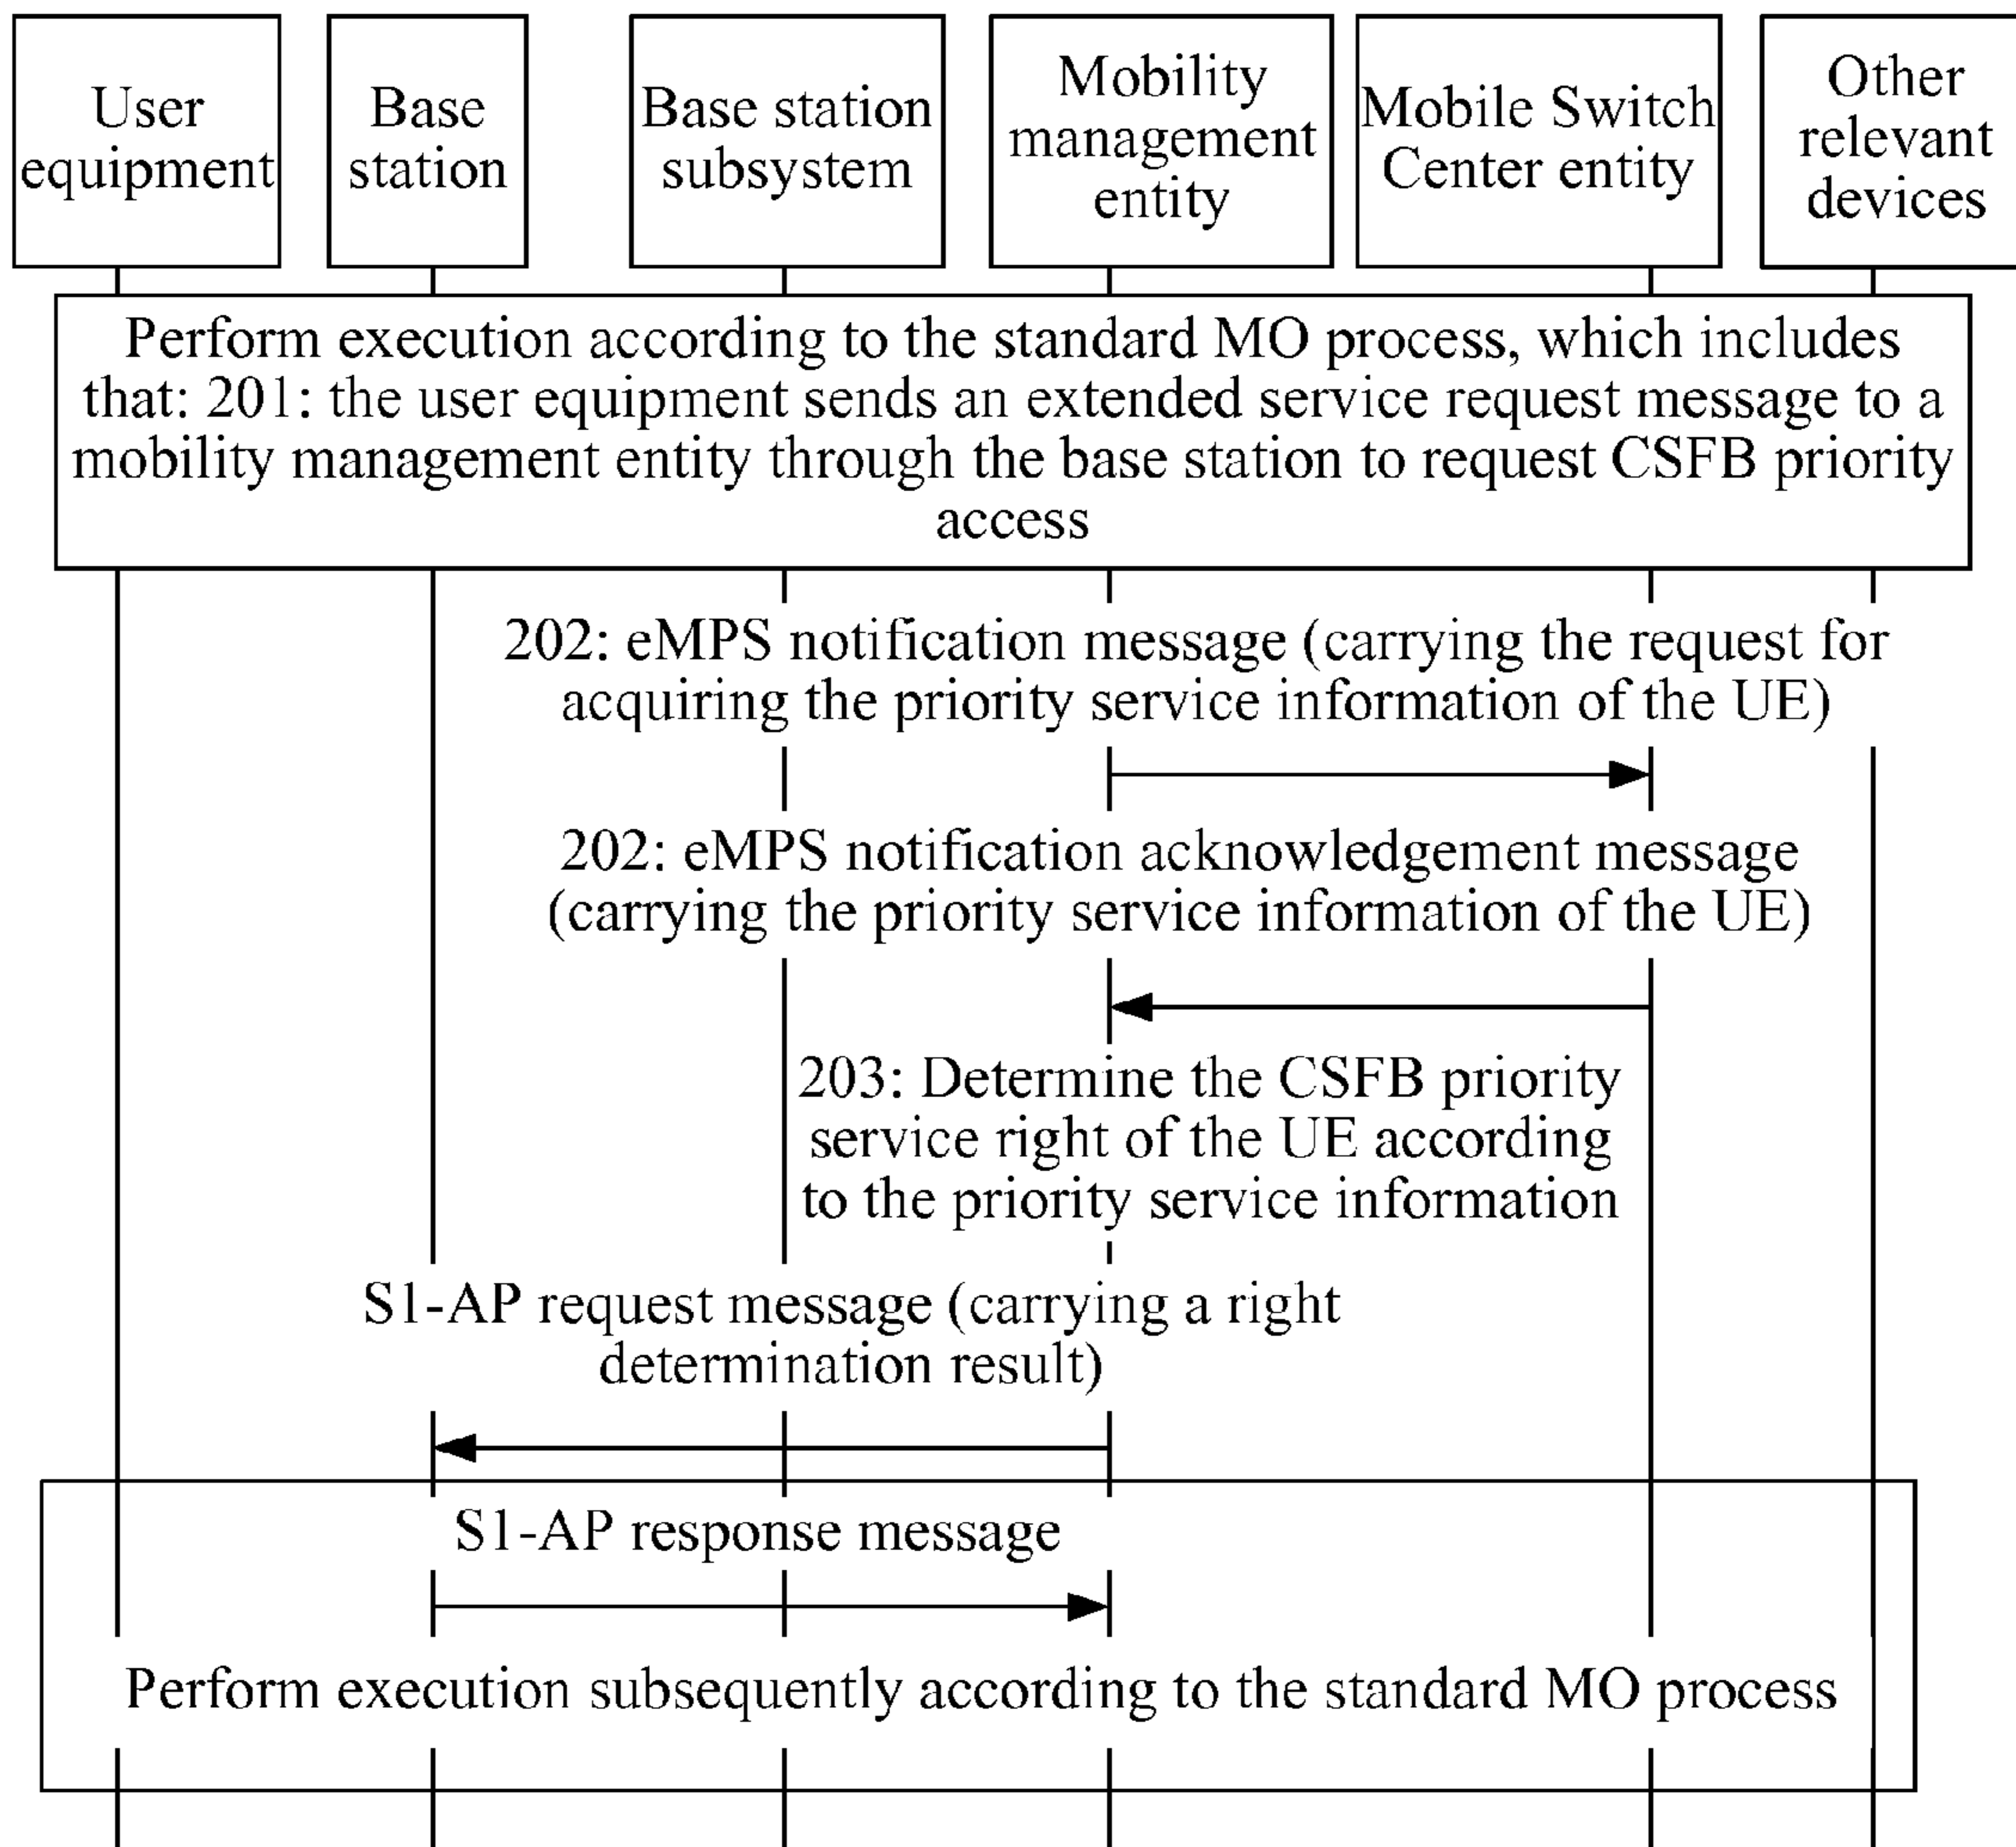 User
equipment
Base
station
Base station
subsystem
Mobility
management
entity
Mobile Switch
Center entity
Other
relevant
devices
Perform execution according to the standard MO process, which includes
that: 201: the user equipment sends an extended service request message to a
mobility management entity through the base station to request CSFB priority
access
202: eMPS notification message (carrying the request for
acquiring the priority service information of the UE)
202: eMPS notification acknowledgement message
(carrying the priority service information of the UE)
203: Determine the CSFB priority
service right of the UE according
to the priority service information
S1-AP request message (carrying a right
determination result)
S1-AP response message
Perform execution subsequently according to the standard MO process